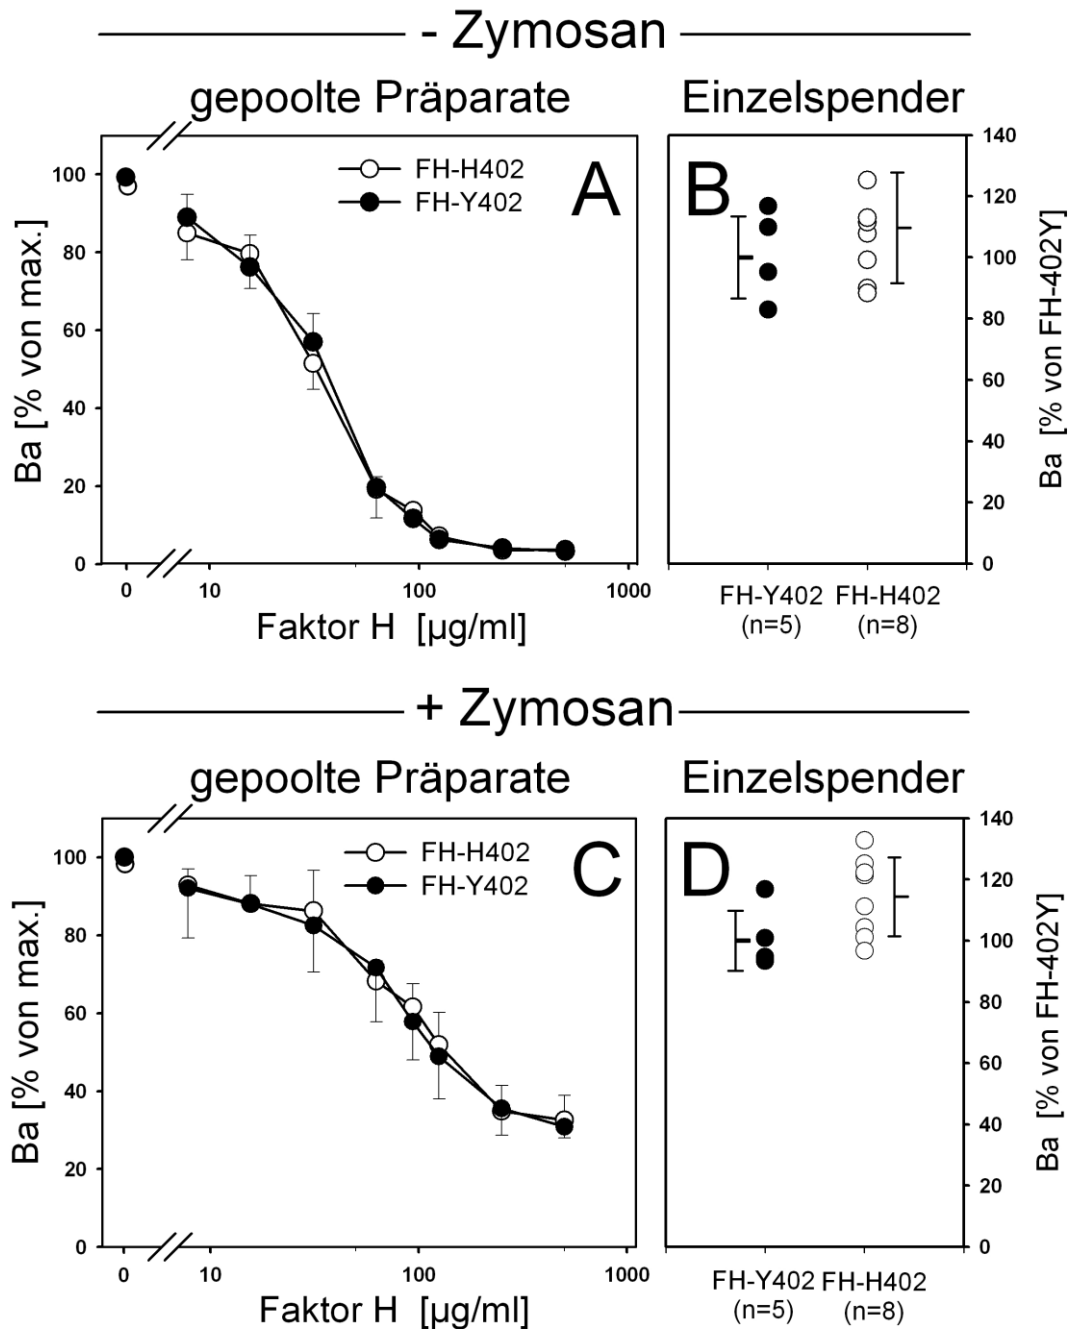 - Zymosan
gepoolte Präparate
Einzelspender
A
FH-H402
FH-Y402
100
80
60
40
20
0
Ba [% von max.]
0
10
100
1000
Faktor H [µg/ml]
B
140
120
100
80
60
40
20
0
Ba [% von FH-402Y]
FH-Y402
(n=5)
FH-H402
(n=8)
+ Zymosan
gepoolte Präparate
Einzelspender
C
FH-H402
FH-Y402
100
80
60
40
20
0
Ba [% von max.]
0
10
100
1000
Faktor H [µg/ml]
D
140
120
100
80
60
40
20
0
Ba [% von FH-402Y]
FH-Y402
(n=5)
FH-H402
(n=8)